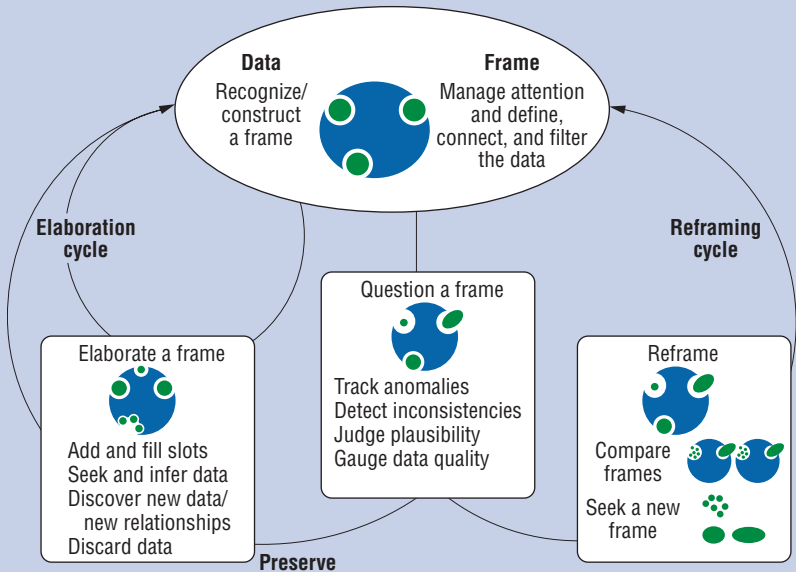 Data
Recognize/
construct
a frame
Frame
Manage attention
and define,
connect, and filter
the data
Elaboration
cycle
Reframing
cycle
Question a frame
Track anomalies
Detect inconsistencies
Judge plausibility
Gauge data quality
Elaborate a frame
Add and fill slots
Seek and infer data
Discover new data/
new relationships
Discard data
Reframe
Compare
frames
Seek a new
frame
Preserve